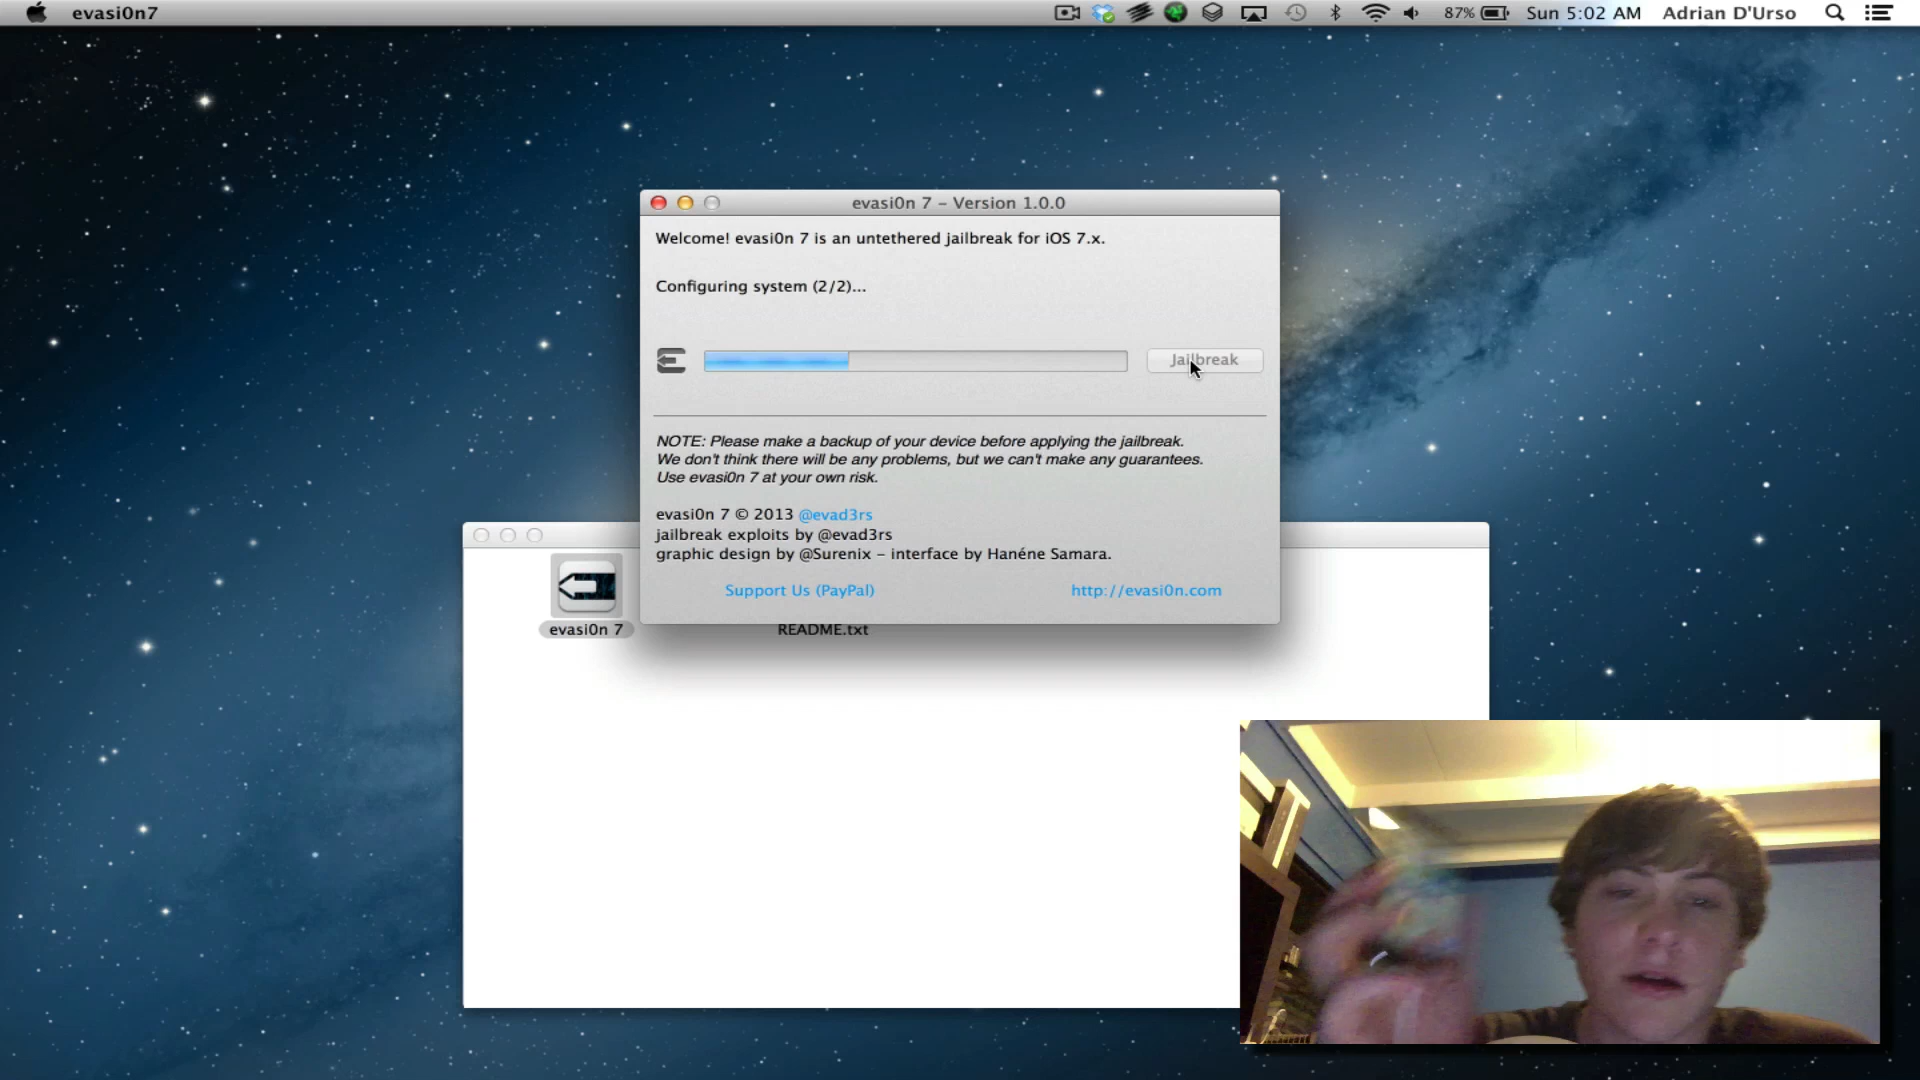 evasi0n7
87%
Sun 5:02 AM
Adrian D'Urso
evasi0n 7 – Version 1.0.0
Welcome! evasi0n 7 is an untethered jailbreak for iOS 7.x.
Configuring system (2/2)...
Jailbreak
NOTE: Please make a backup of your device before applying the jailbreak.
We don't think there will be any problems, but we can't make any guarantees.
Use evasi0n 7 at your own risk.
evasi0n 7 © 2013 @evad3rs
jailbreak exploits by @evad3rs
graphic design by @Surenix – interface by Hanéne Samara.
Support Us (PayPal)
http://evasi0n.com
evasi0n 7
README.txt